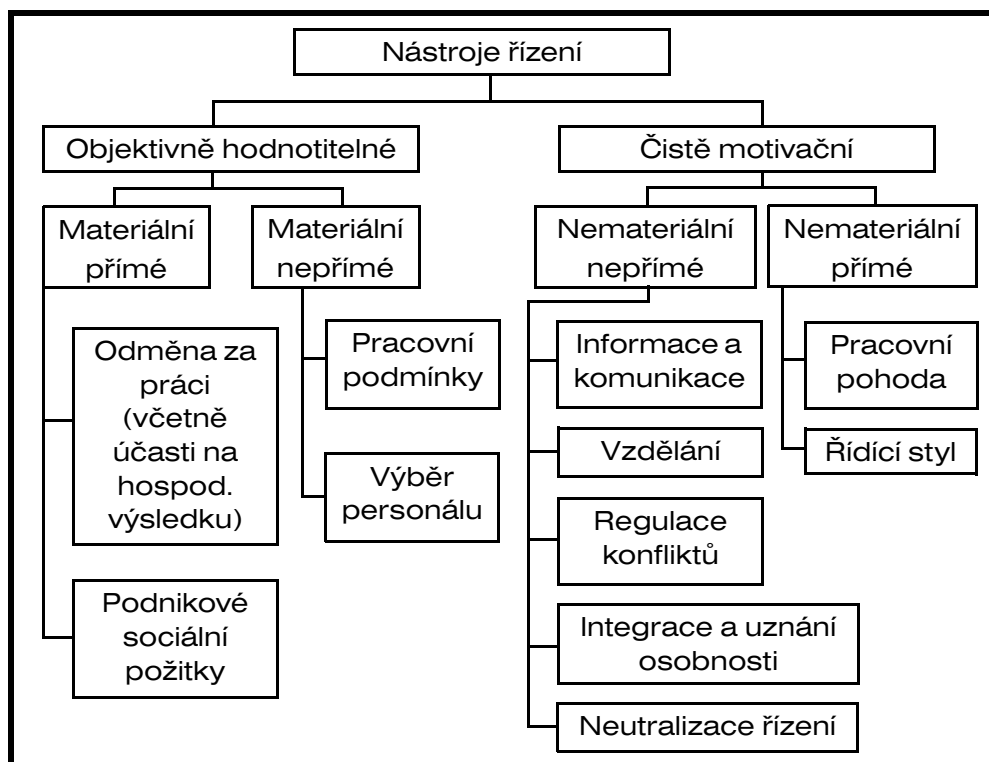 Nástroje řízení
Objektivně hodnotitelné
Čistě motivační
Materiální
přímé
Materiální
nepřímé
Nemateriální
nepřímé
Nemateriální
přímé
Odměna za
práci
(včetně
účasti na
hospod.
výsledku)
Podnikové
sociální
požitky
Pracovní
podmínky
Výběr
personálu
Informace a
komunikace
Vzdělání
Regulace
konfliktů
Integrace a uznání
osobnosti
Neutralizace řízení
Pracovní
pohoda
Řídící styl